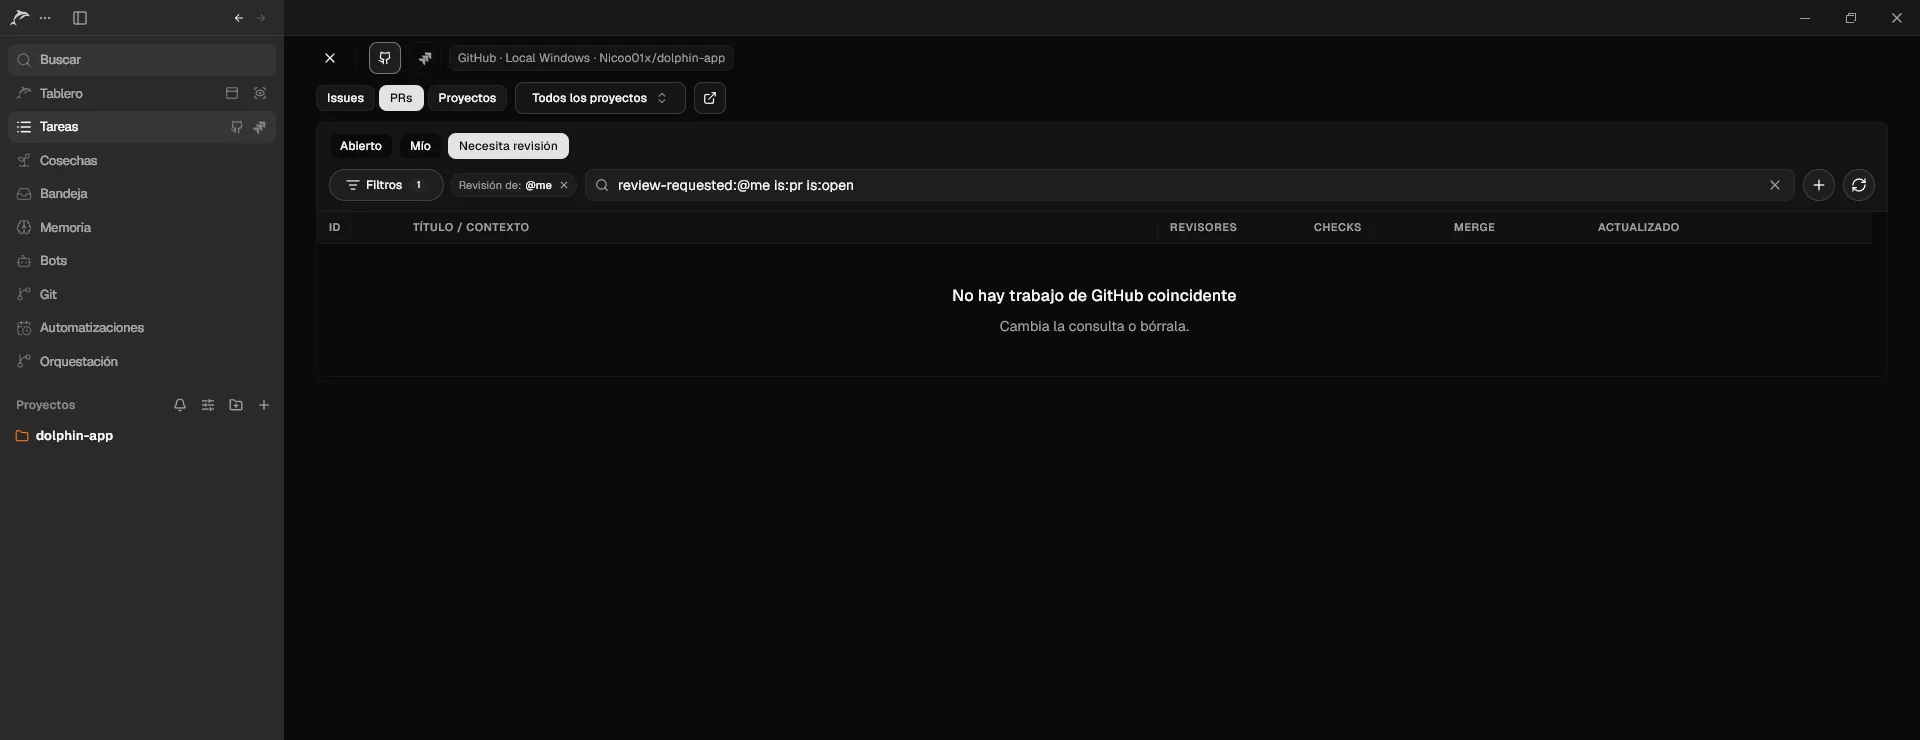 Buscar
Tablero
Tareas
Cosechas
Bandeja
Memoria
Bots
Git
Automatizaciones
Orquestación
Proyectos
dolphin-app
GitHub · Local Windows · Nicoo01x/dolphin-app
Issues PRs Proyectos Todos los proyectos
Abierto Mío Necesita revisión
Filtros 1 Revisión de: @me review-requested:@me is:pr is:open
ID TÍTULO / CONTEXTO REVISORES CHECKS MERGE ACTUALIZADO
No hay trabajo de GitHub coincidente
Cambia la consulta o bórrala.